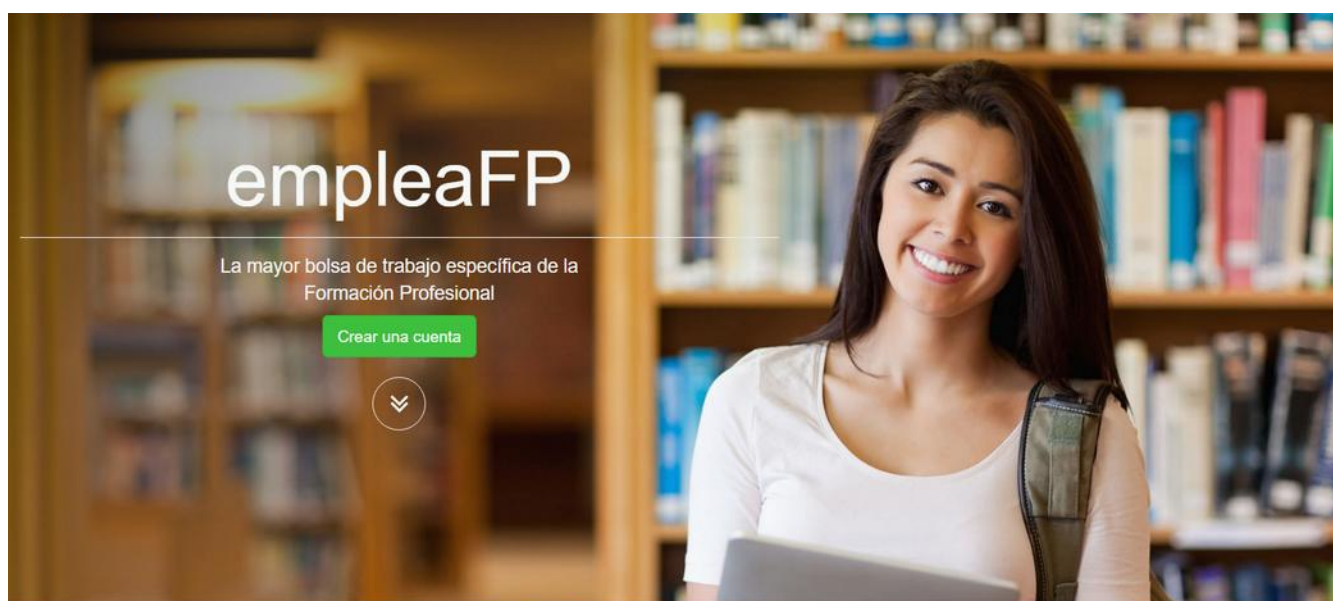 empleaFP
La mayor bolsa de trabajo específica de la
Formación Profesional
Crear una cuenta